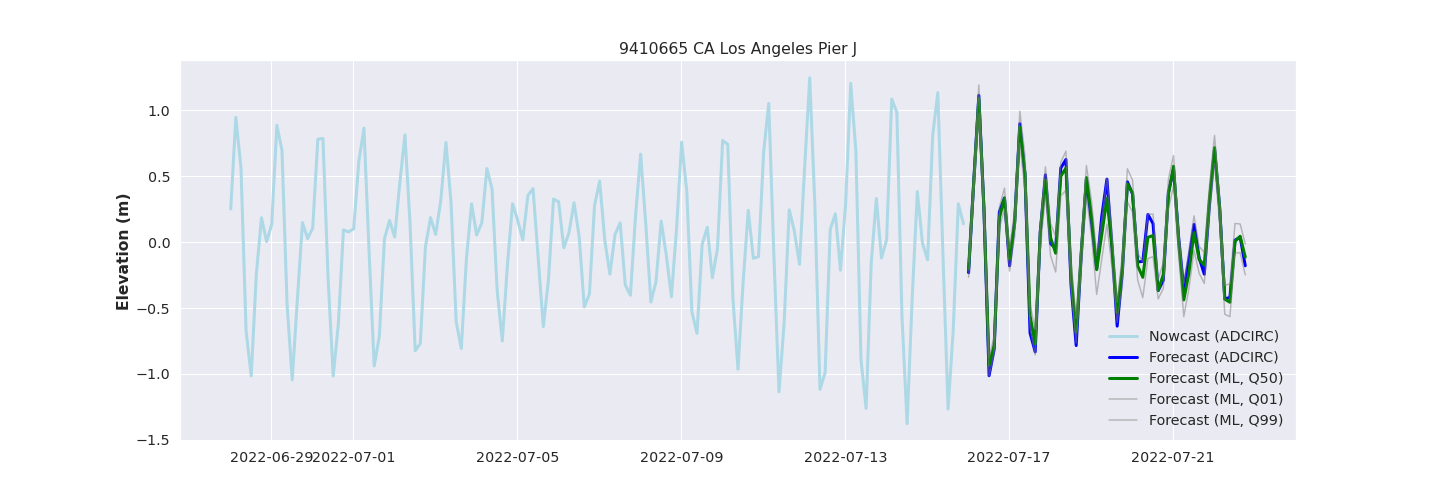 9410665 CA Los Angeles Pier J
Elevation (m)
1.0
0.5
0.0
−0.5
−1.0
−1.5
2022-06-29 2022-07-01 2022-07-05 2022-07-09 2022-07-13 2022-07-17 2022-07-21
Nowcast (ADCIRC)
Forecast (ADCIRC)
Forecast (ML, Q50)
Forecast (ML, Q01)
Forecast (ML, Q99)